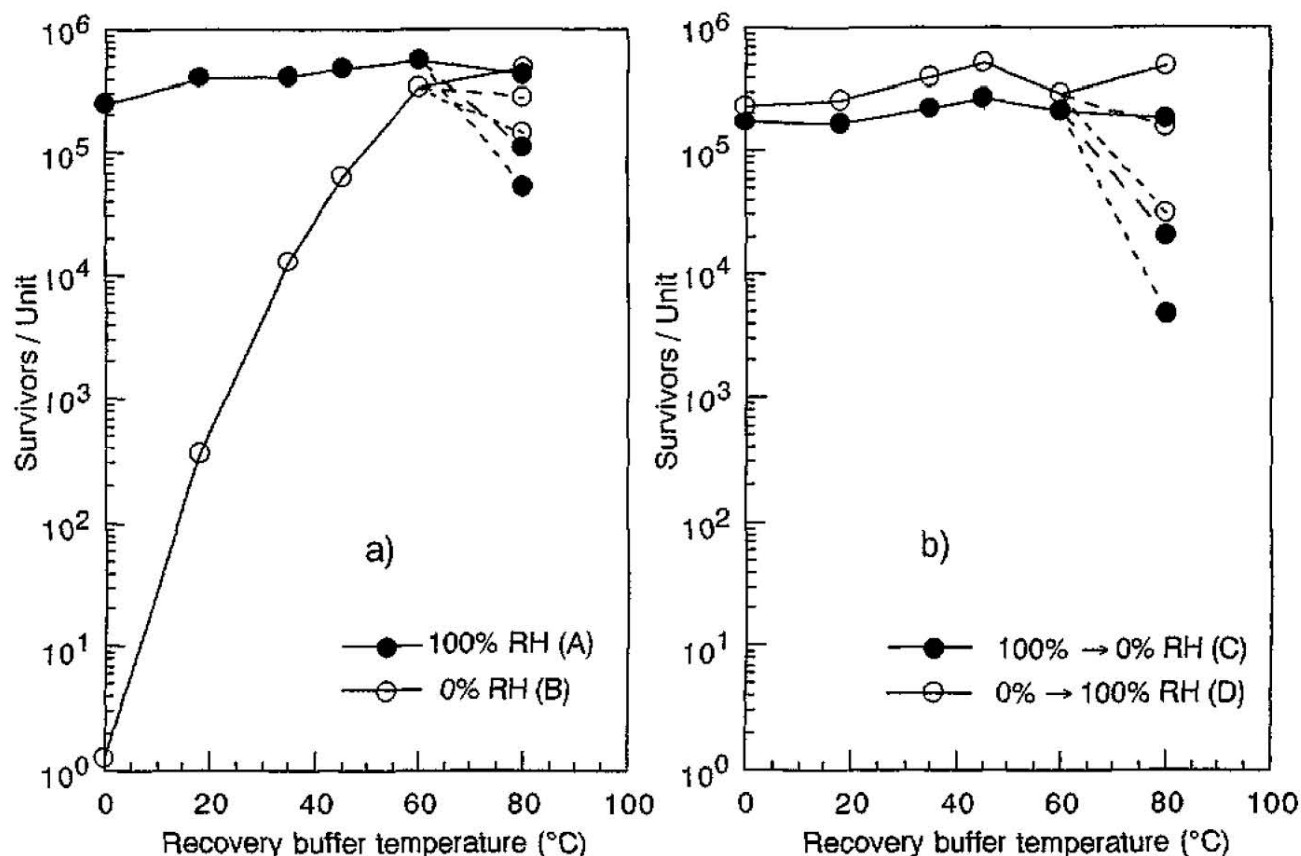 10^6
10^5
10^4
10^3
10^2
10^1
10^0
Survivors / Unit
a)
100% RH (A)
0% RH (B)
0 20 40 60 80 100
Recovery buffer temperature (°C)
10^6
10^5
10^4
10^3
10^2
10^1
10^0
Survivors / Unit
b)
100% → 0% RH (C)
0% → 100% RH (D)
0 20 40 60 80 100
Recovery buffer temperature (°C)